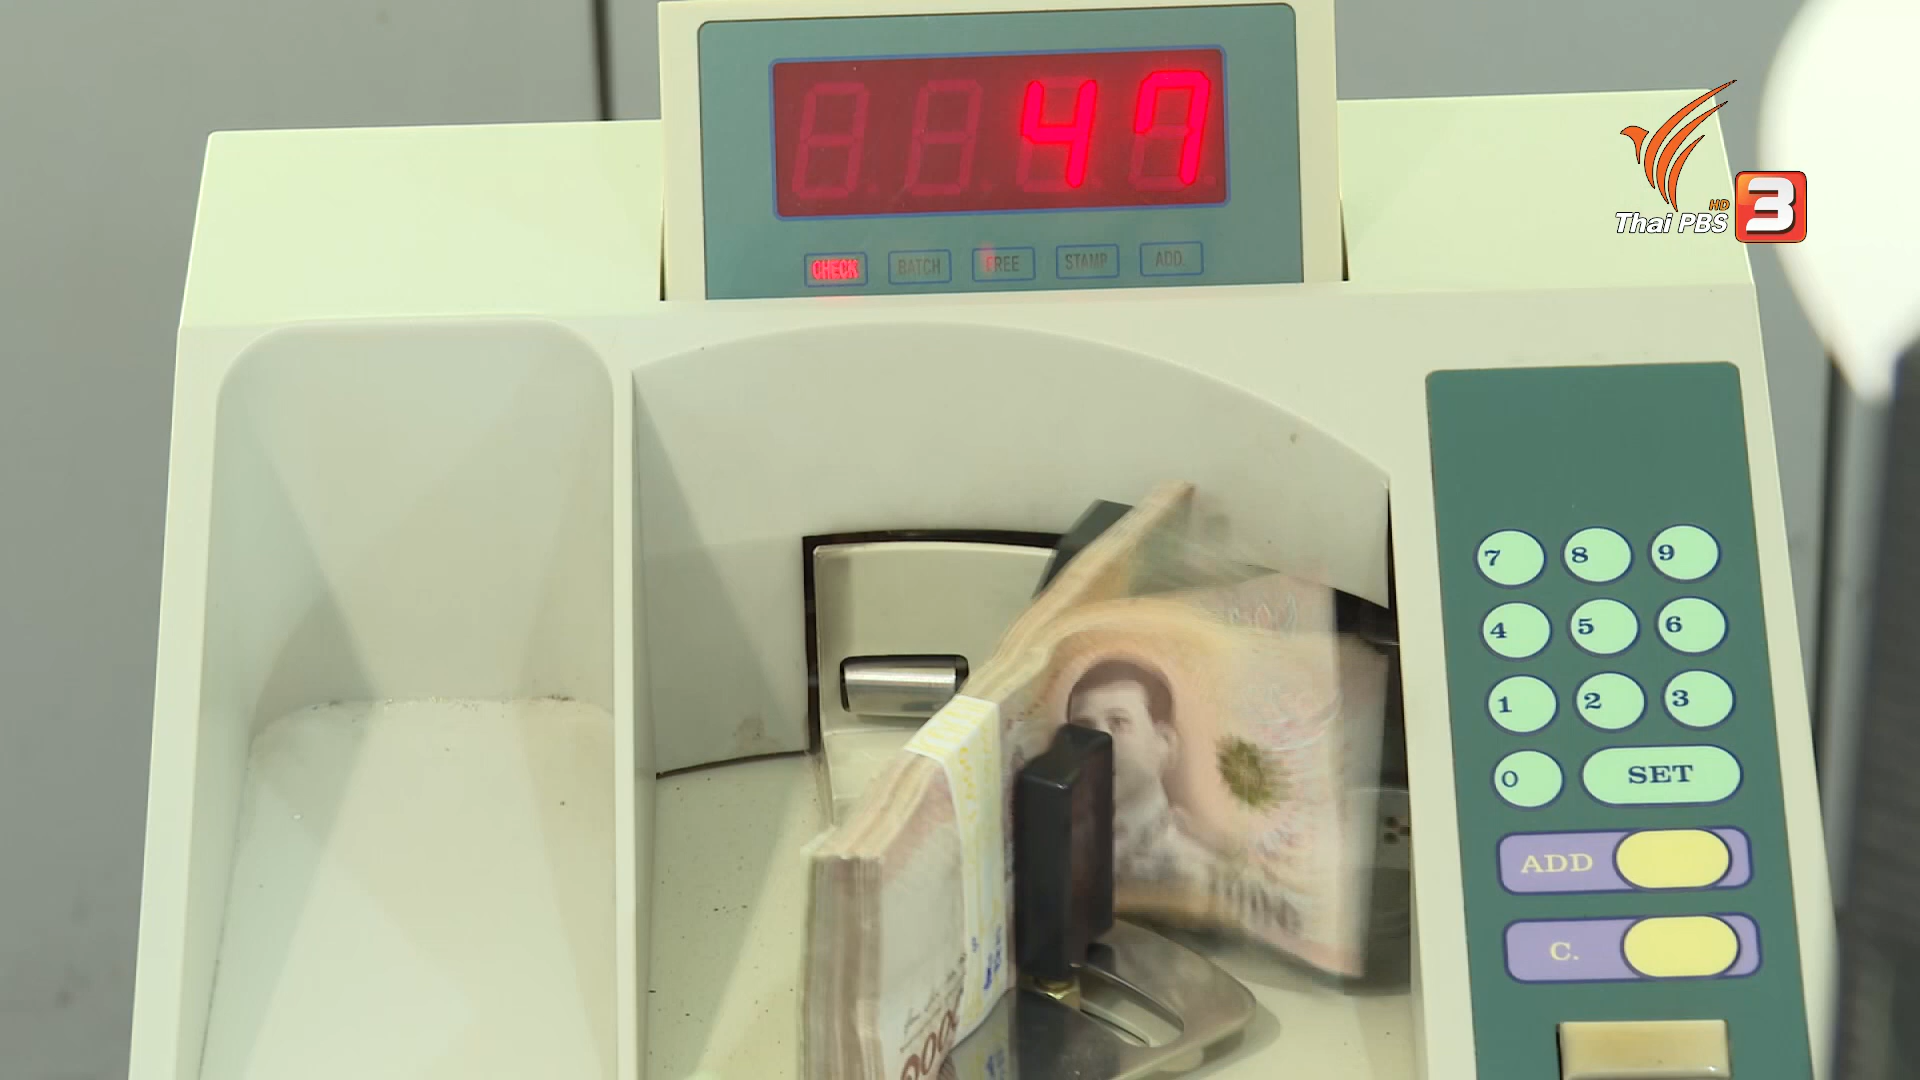 47
HD
Thai PBS 3
CHECK BATCH FREE STAMP ADD.
7 8 9
4 5 6
1 2 3
0 SET
ADD
C.